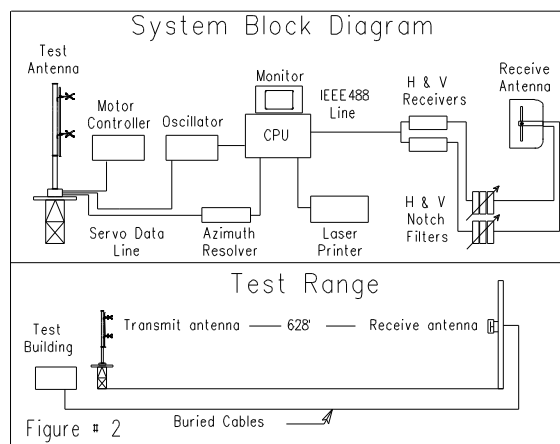 System Block Diagram
Test
Antenna
Motor
Controller
Oscillator
Monitor
CPU
IEEE488
Line
H & V
Receivers
Receive
Antenna
Servo Data
Line
Azimuth
Resolver
Laser
Printer
H & V
Notch
Filters
Test Range
Test
Building
Transmit antenna — 628' — Receive antenna
Buried Cables
Figure # 2